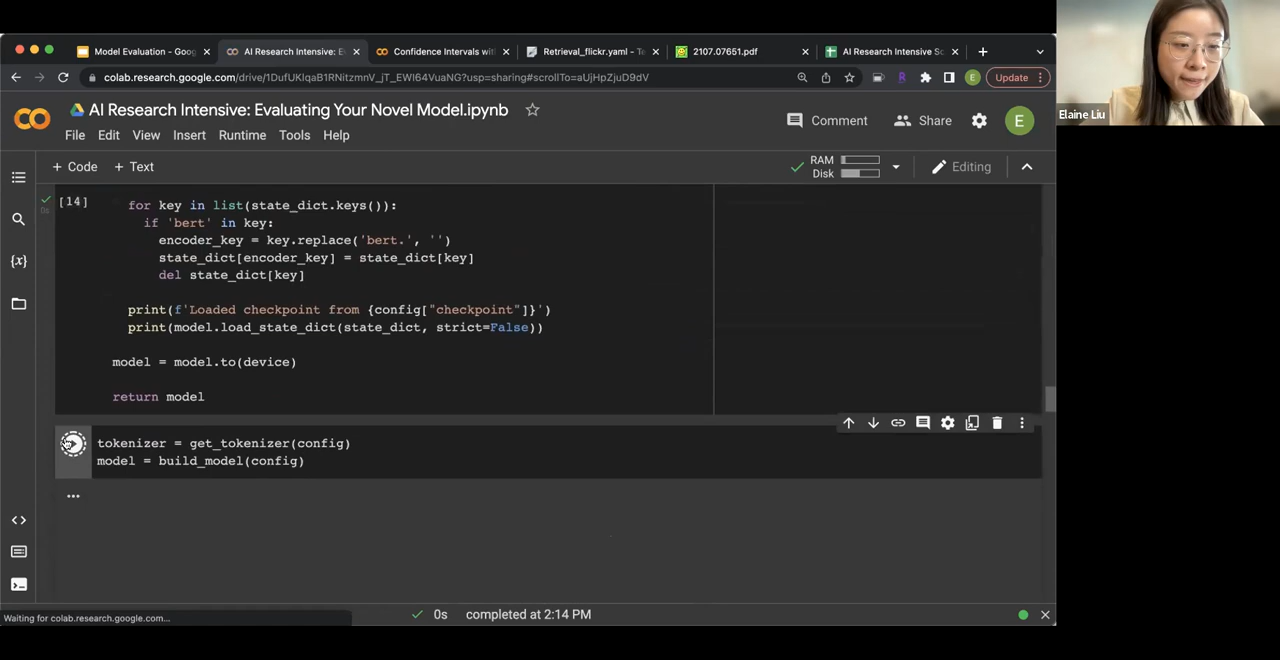 Model Evaluation - Goog
AI Research Intensive: E
Confidence Intervals wit
Retrieval_flickr.yaml - Te
2107.07651.pdf
AI Research Intensive Sc
colab.research.google.com/drive/1DufUKIqaB1RNitzmnV_jT_EWI64VuaNG?usp=sharing#scrollTo=aUjHpZjuD9dV
E
Update
AI Research Intensive: Evaluating Your Novel Model.ipynb
Comment
Share
E
File Edit View Insert Runtime Tools Help
+ Code + Text
RAM
Disk
Editing
[14]
0s
for key in list(state_dict.keys()):
if 'bert' in key:
encoder_key = key.replace('bert.', '')
state_dict[encoder_key] = state_dict[key]
del state_dict[key]
print(f'Loaded checkpoint from {config["checkpoint"]}')
print(model.load_state_dict(state_dict, strict=False))
model = model.to(device)
return model
tokenizer = get_tokenizer(config)
model = build_model(config)
...
{x}
Waiting for colab.research.google.com...
0s completed at 2:14 PM
Elaine Liu